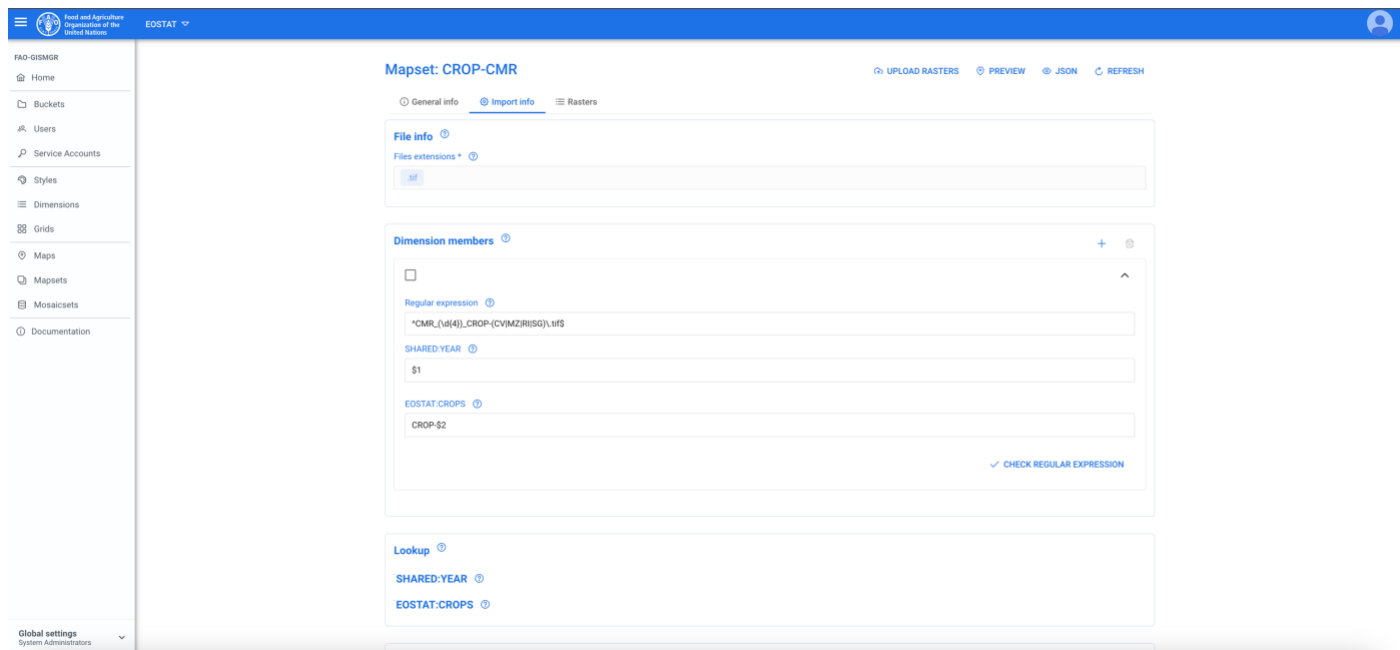 Food and Agriculture
Organization of the
United Nations
EOSTAT
FAO-GISMGR
Home
Buckets
Users
Service Accounts
Styles
Dimensions
Grids
Maps
Mapsets
Mosaicsets
Documentation
Global settings
System Administrators
Mapset: CROP-CMR
UPLOAD RASTERS PREVIEW JSON REFRESH
General info Import info Rasters
File info
Files extensions *
.tif
Dimension members
Regular expression
^CMR_(\d{4})_CROP-(CV|MZ|RI|SG)\.tif$
SHARED:YEAR
$1
EOSTAT:CROPS
CROP-$2
CHECK REGULAR EXPRESSION
Lookup
SHARED:YEAR
EOSTAT:CROPS